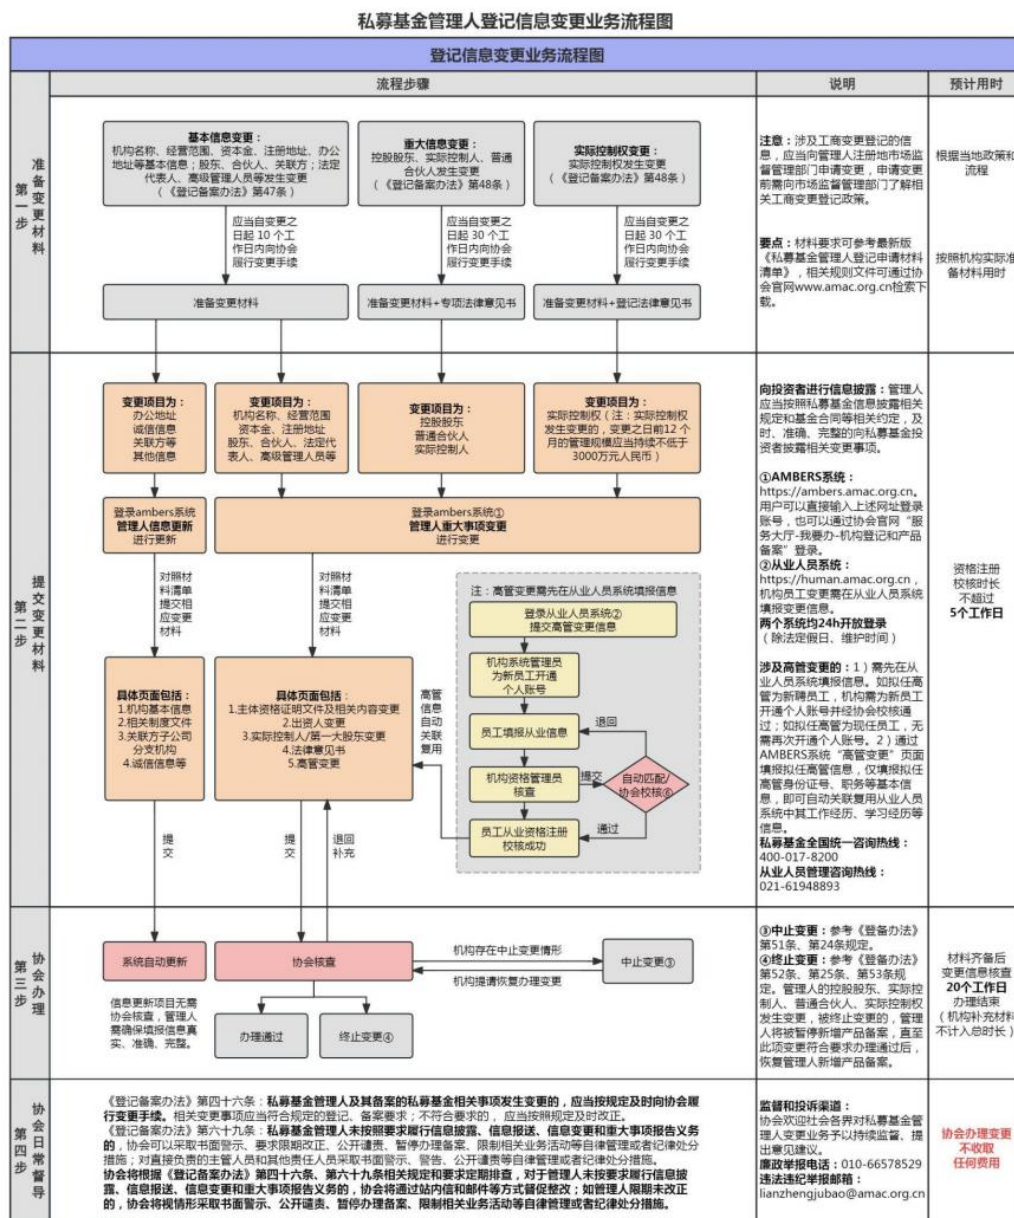 私募基金管理人登记信息变更业务流程图
登记信息变更业务流程图
流程步骤
说明
预计用时
第一步
准备变更材料
基本信息变更：
机构名称、经营范围、资本金、注册地址、办公
地址等基本信息；股东、合伙人、关联方；法定
代表人、高级管理人员等发生变更
（《登记备案办法》第47条）
重大信息变更：
控股股东、实际控制人、普通
合伙人发生变更
（《登记备案办法》第48条）
实际控制权变更：
实际控制权发生变更
（《登记备案办法》第48条）
应当自变更之
日起 10 个工
作日内向协会
履行变更手续
应当自变更之
日起 30 个工
作日内向协会
履行变更手续
应当自变更之
日起 30 个工
作日内向协会
履行变更手续
准备变更材料
准备变更材料+专项法律意见书
准备变更材料+登记法律意见书
注意：涉及工商变更登记的信
息，应当向管理人注册地市场监
督管理部门申请变更，申请变更
前需向市场监督管理部门了解相
关工商变更登记政策。
要点：材料要求可参考最新版
《私募基金管理人登记申请材料
清单》，相关规则文件可通过协
会官网www.amac.org.cn检索下
载。
根据当地政策和
流程
按照机构实际准
备材料用时
第二步
提交变更材料
变更项目为：
办公地址
诚信信息
关联方等
其他信息
变更项目为：
机构名称、经营范围
资本金、注册地址
股东、合伙人、法定代
表人、高级管理人员等
变更项目为：
控股股东
普通合伙人
实际控制人
变更项目为：
实际控制权（注：实际控制权
发生变更的，变更之日前12 个
月的管理规模应当持续不低于
3000万元人民币）
登录ambers系统
管理人信息更新
进行更新
登录ambers系统①
管理人重大事项变更
进行变更
对照材
料清单
提交相
应变更
材料
对照材
料清单
提交相
应变更
材料
具体页面包括：
1.机构基本信息
2.相关制度文件
3.关联方子公司
分支机构
4.诚信信息等
具体页面包括：
1.主体资格证明文件及相关内容变更
2.出资人变更
3.实际控制人/第一大股东变更
4.法律意见书
5.高管变更
高管
信息
自动
关联
复用
注：高管变更需先在从业人员系统填报信息
登录从业人员系统②
提交高管变更信息
机构系统管理员
为新员工开通
个人账号
员工填报从业信息
退回
机构资格管理员
核查
提交
自动匹配/
协会校核⑥
员工从业资格注册
校核成功
通过
提
交
提
交
退回
补充
向投资者进行信息披露：管理人
应当按照私募基金信息披露相关
规定和基金合同等相关约定，及
时、准确、完整的向私募基金投
资者披露相关变更事项。
①AMBERS系统：
https://ambers.amac.org.cn。
用户可以直接输入上述网址登录
账号，也可以通过协会官网“服
务大厅-我要办-机构登记和产品
备案”登录。
②从业人员系统：
https://human.amac.org.cn，
机构员工变更需在从业人员系统
填报变更信息。
两个系统均24h开放登录
（除法定假日、维护时间）
涉及高管变更的：1）需先在从
业人员系统填报信息。如拟任高
管为新聘员工，机构需为新员工
开通个人账号并经协会校核通
过；如拟任高管为现任员工，无
需再次开通个人账号。2）通过
AMBERS系统“高管变更”页面
填报拟任高管信息，仅填报拟任
高管身份证号、职务等基本信
息，即可自动关联复用从业人员
系统中其工作经历、学习经历等
信息。
私募基金全国统一咨询热线：
400-017-8200
从业人员管理咨询热线：
021-61948893
资格注册
校核时长
不超过
5个工作日
第三步
协会办理
系统自动更新
信息更新项目无需
协会核查，管理人
需确保填报信息真
实、准确、完整。
协会核查
机构存在中止变更情形
机构提请恢复办理变更
中止变更③
办理通过
终止变更④
③中止变更：参考《登备办法》
第51条、第24条规定。
④终止变更：参考《登备办法》
第52条、第25条、第53条规
定。管理人的控股股东、实际控
制人、普通合伙人、实际控制权
发生变更，被终止变更的，管理
人将被暂停新增产品备案，直至
此项变更符合要求办理通过后，
恢复管理人新增产品备案。
材料齐备后
变更信息核查
20个工作日
办理结束
（机构补充材料
不计入总时长）
第四步
协会日常督导
《登记备案办法》第四十六条：私募基金管理人及其备案的私募基金相关事项发生变更的，应当按规定及时向协会履
行变更手续。相关变更事项应当符合规定的登记、备案要求；不符合要求的， 应当按照规定及时改正。
《登记备案办法》第六十九条：私募基金管理人未按照要求履行信息披露、信息报送、信息变更和重大事项报告义务
的，协会可以采取书面警示、要求限期改正、公开谴责、暂停办理备案、限制相关业务活动等自律管理或者纪律处分
措施；对直接负责的主管人员和其他责任人员采取书面警示、警告、公开谴责等自律管理或者纪律处分措施。
协会将根据《登记备案办法》第四十六条、第六十九条相关规定和要求定期排查，对于管理人未按要求履行信息披
露、信息报送、信息变更和重大事项报告义务的，协会将通过站内信和邮件等方式督促整改；如管理人限期未改正
的，协会将视情形采取书面警示、公开谴责、暂停办理备案、限制相关业务活动等自律管理或者纪律处分措施。
监督和投诉渠道：
协会欢迎社会各界对私募基金管
理人变更业务予以持续监督、提
出意见建议。
廉政举报电话：010-66578529
违法违纪举报邮箱：
lianzhengjubao@amac.org.cn
协会办理变更
不收取
任何费用